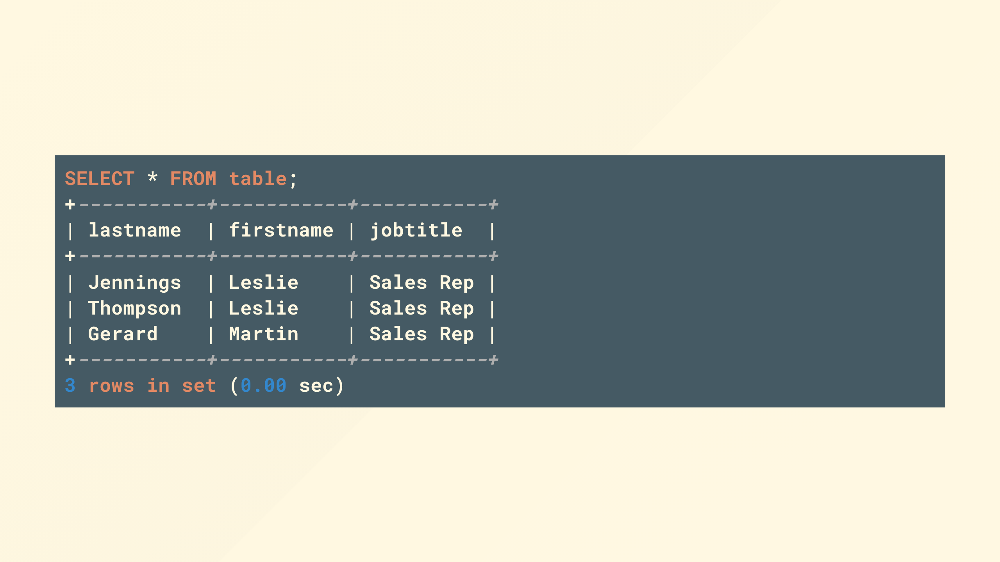 SELECT * FROM table;
+-----------+-----------+-----------+
| lastname  | firstname | jobtitle  |
+-----------+-----------+-----------+
| Jennings  | Leslie    | Sales Rep |
| Thompson  | Leslie    | Sales Rep |
| Gerard    | Martin    | Sales Rep |
+-----------+-----------+-----------+
3 rows in set (0.00 sec)